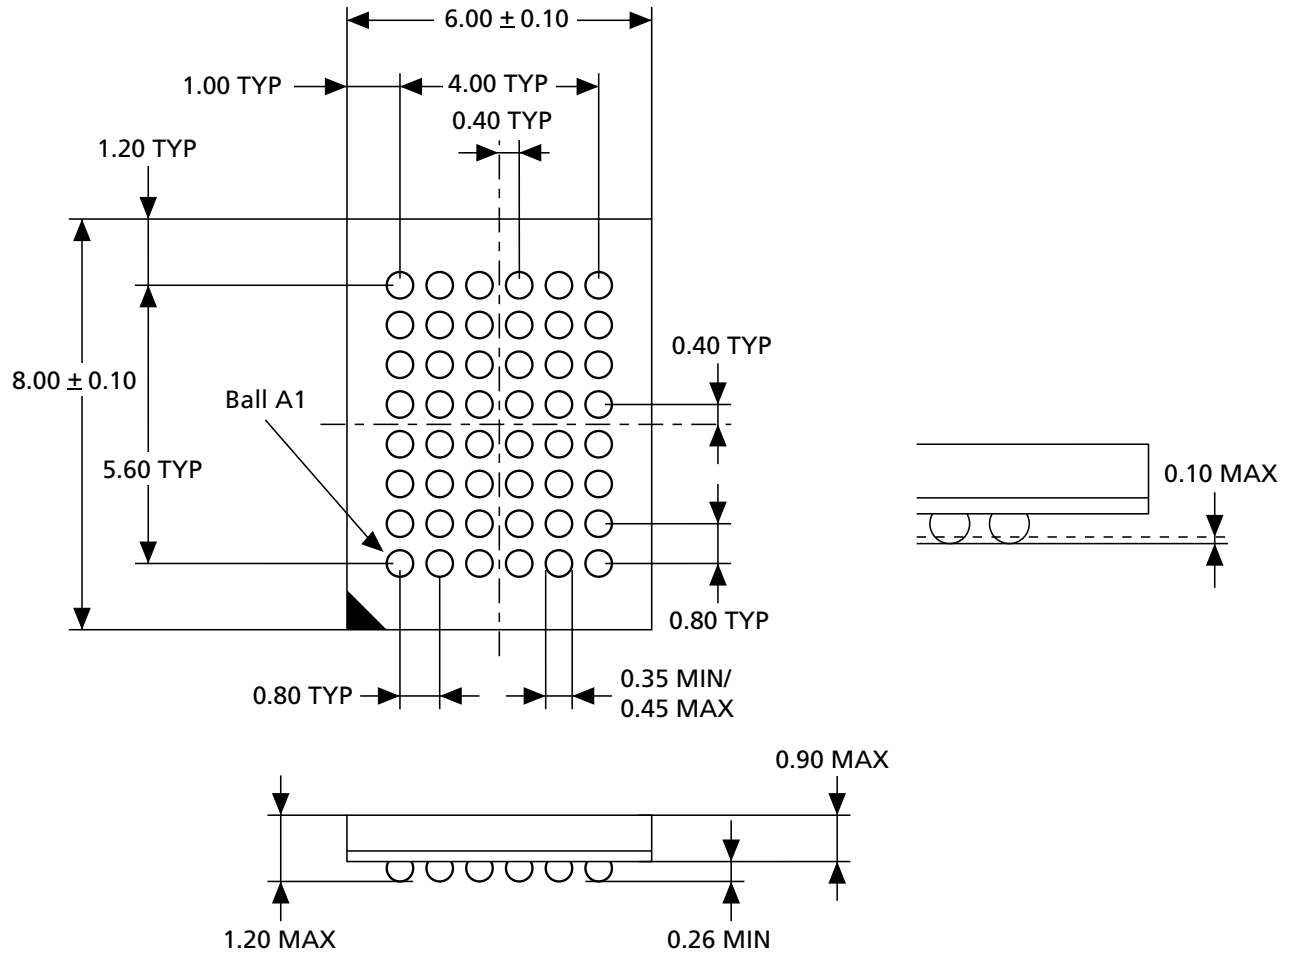 6.00 ± 0.10
1.00 TYP
4.00 TYP
0.40 TYP
1.20 TYP
0.40 TYP
8.00 ± 0.10
Ball A1
5.60 TYP
0.10 MAX
0.80 TYP
0.80 TYP
0.35 MIN/
0.45 MAX
0.90 MAX
1.20 MAX
0.26 MIN